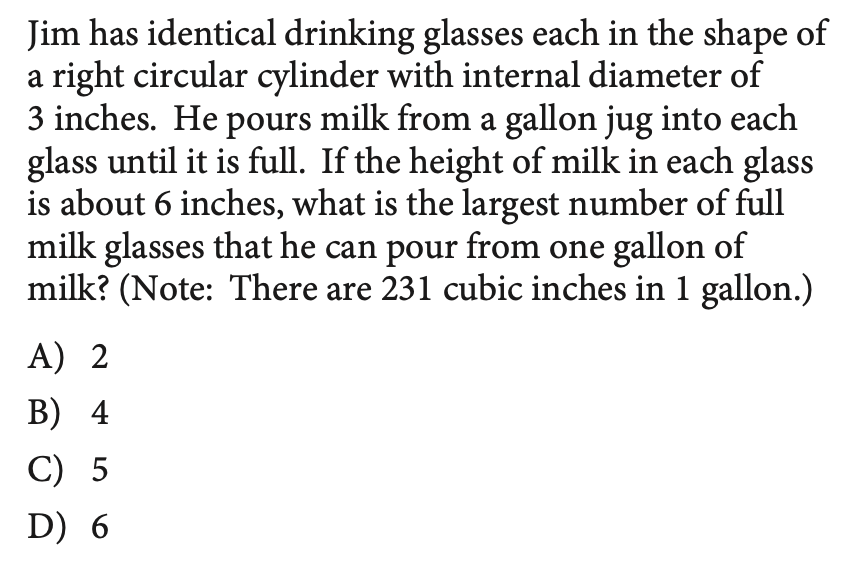 Jim has identical drinking glasses each in the shape of
a right circular cylinder with internal diameter of
3 inches. He pours milk from a gallon jug into each
glass until it is full. If the height of milk in each glass
is about 6 inches, what is the largest number of full
milk glasses that he can pour from one gallon of
milk? (Note: There are 231 cubic inches in 1 gallon.)
A) 2
B) 4
C) 5
D) 6